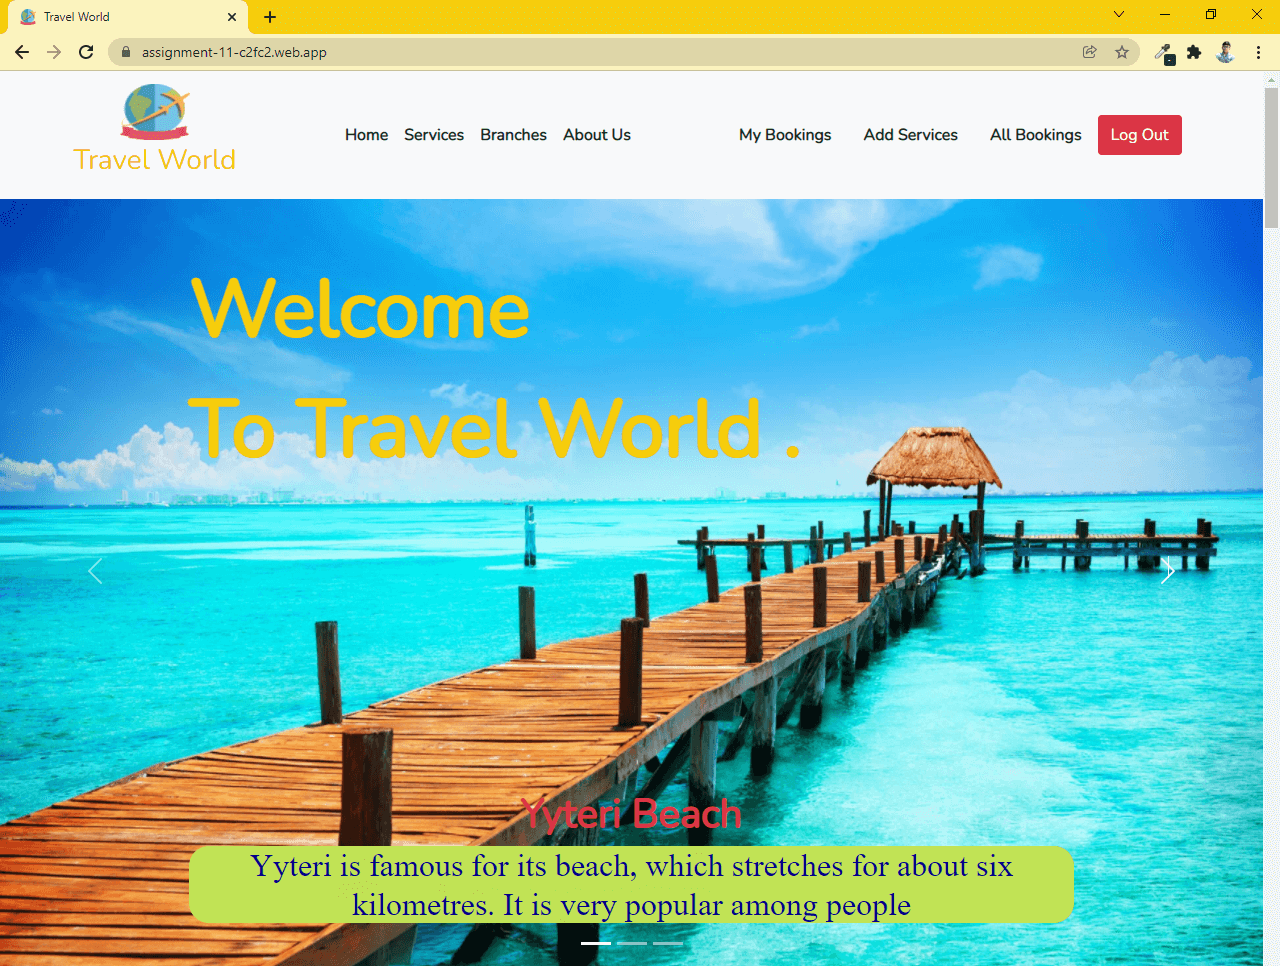 Travel World
assignment-11-c2fc2.web.app
Travel World
Home Services Branches About Us My Bookings Add Services All Bookings Log Out
Welcome
To Travel World .
Yyteri Beach
Yyteri is famous for its beach, which stretches for about six
kilometres. It is very popular among people